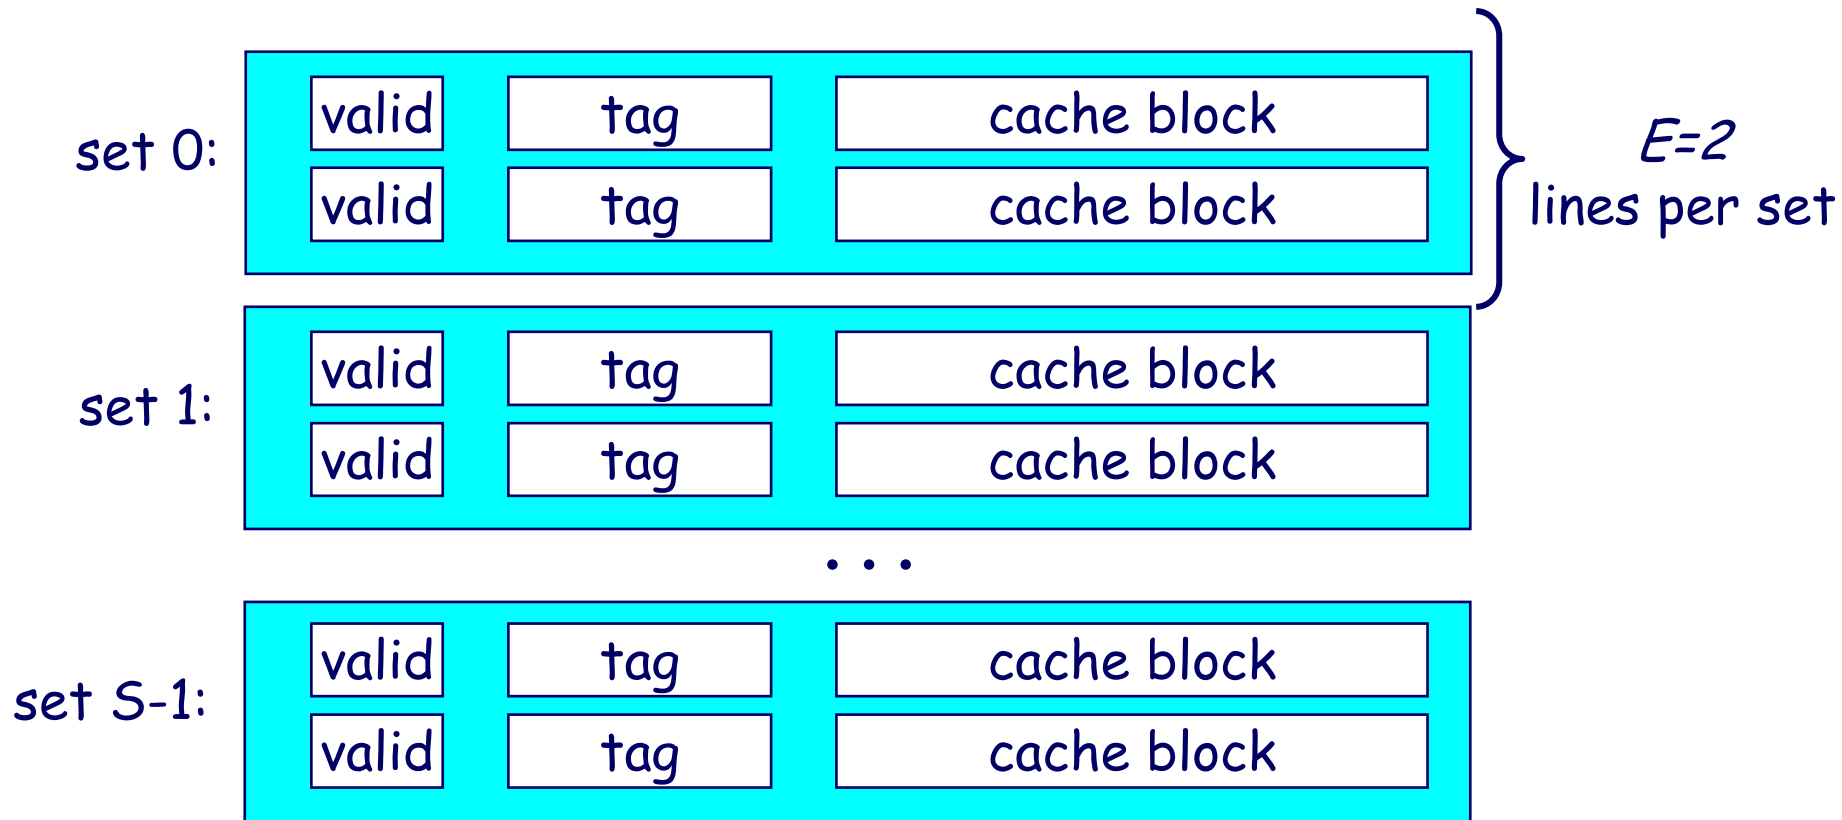 set 0:
valid tag cache block
valid tag cache block
E=2
lines per set
set 1:
valid tag cache block
valid tag cache block
...
set S-1:
valid tag cache block
valid tag cache block